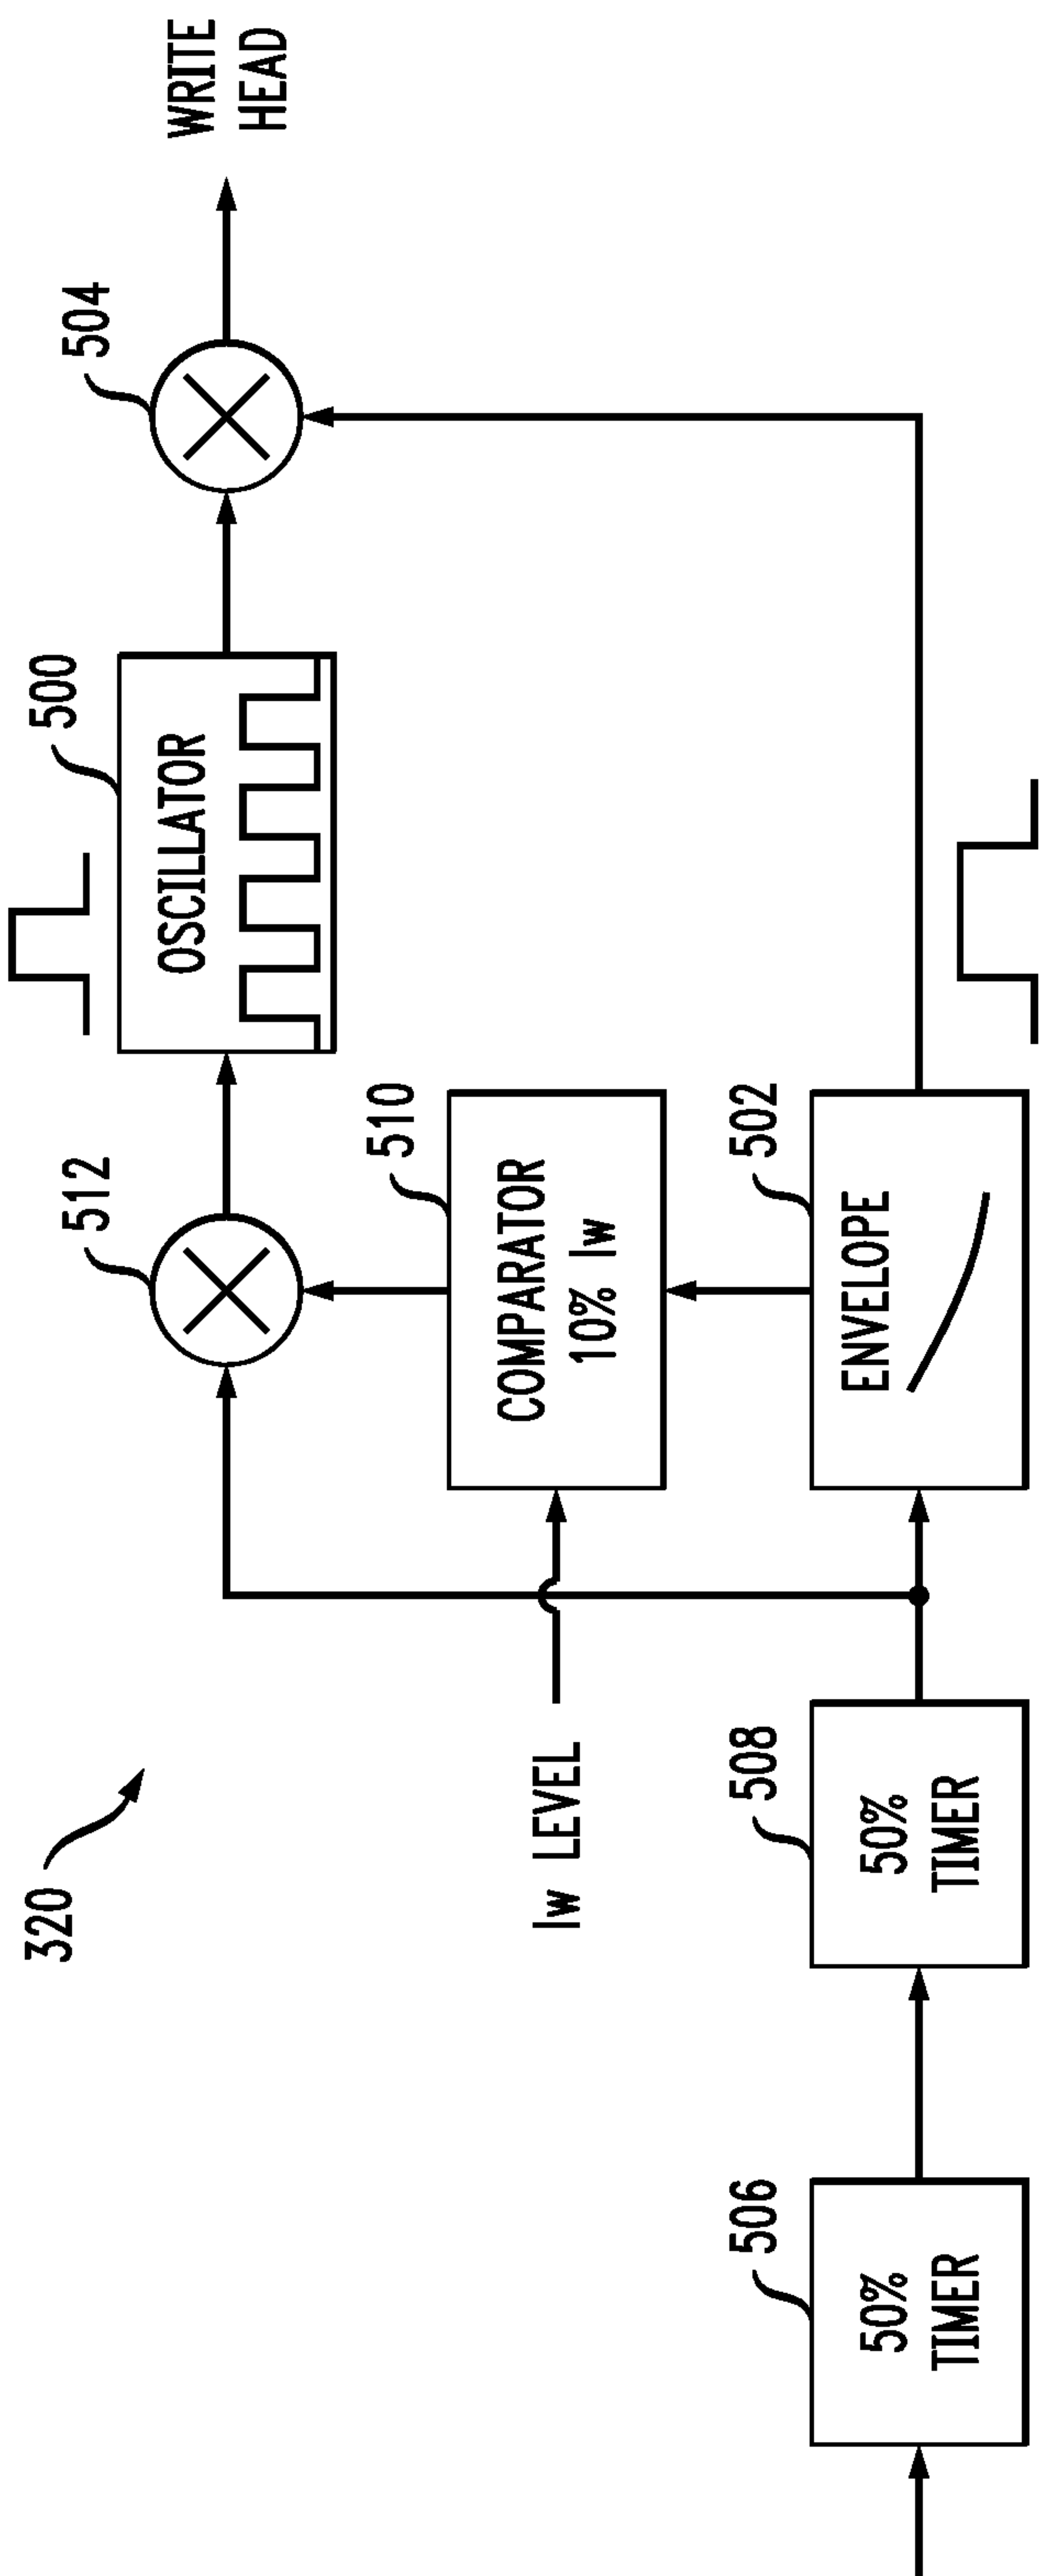 320
512
500
504
OSCILLATOR
WRITE
HEAD
510
Iw LEVEL
COMPARATOR
10% Iw
506
508
502
50%
TIMER
50%
TIMER
ENVELOPE